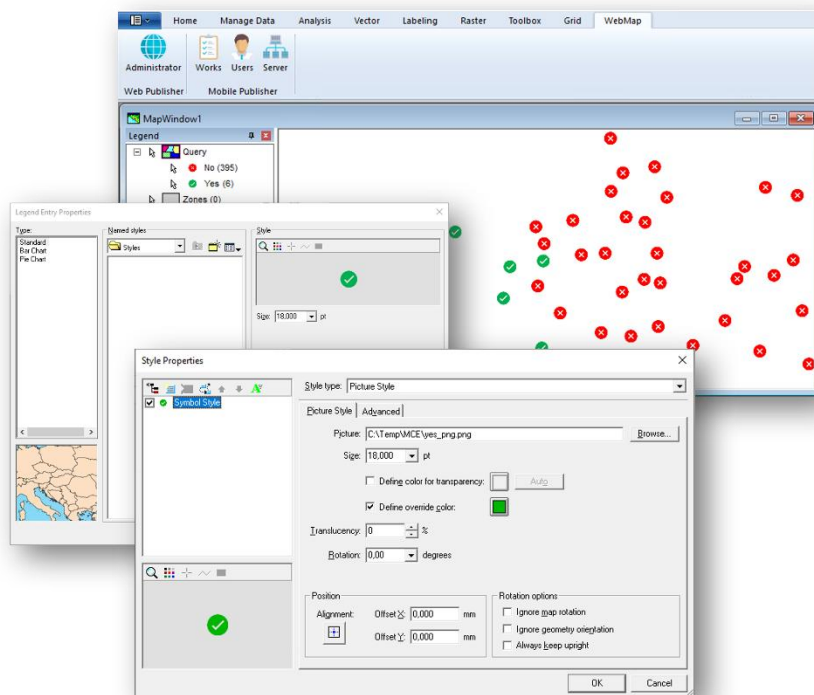 Home Manage Data Analysis Vector Labeling Raster Toolbox Grid WebMap
Administrator Works Users Server
Web Publisher Mobile Publisher
MapWindow1
Legend
Query
No (395)
Yes (6)
Zones (0)
Legend Entry Properties
Type:
Standard
Bar Chart
Pie Chart
Named styles
Styles
Style
Size: 18,000 pt
Style Properties
Symbol Style
Style type: Picture Style
Picture Style Advanced
Picture: C:\Temp\MCE\yes_png.png Browse...
Size: 18,000 pt
Define color for transparency: Auto
Define override color:
Translucency: 0 %
Rotation: 0,00 degrees
Position
Alignment: Offset X: 0,000 mm
Offset Y: 0,000 mm
Rotation options
Ignore map rotation
Ignore geometry orientation
Always keep upright
OK Cancel